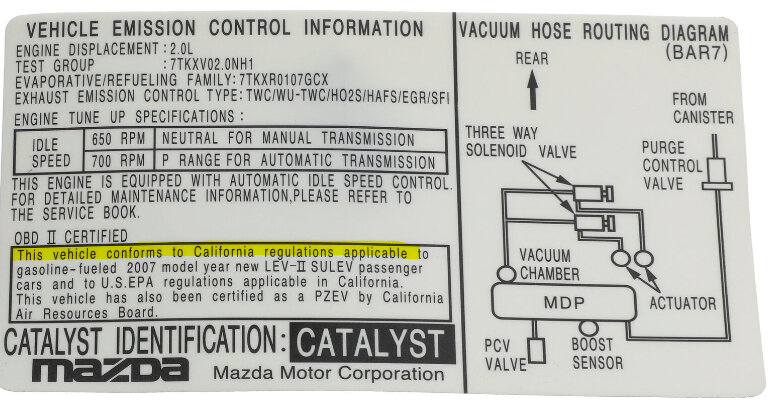 VEHICLE EMISSION CONTROL INFORMATION
ENGINE DISPLACEMENT : 2.0L
TEST GROUP : 7TKXV02.0NH1
EVAPORATIVE/REFUELING FAMILY: 7TKXR0107GCX
EXHAUST EMISSION CONTROL TYPE: TWC/WU-TWC/HO2S/HAFS/EGR/SFI
ENGINE TUNE UP SPECIFICATIONS :
IDLE SPEED
650 RPM NEUTRAL FOR MANUAL TRANSMISSION
700 RPM P RANGE FOR AUTOMATIC TRANSMISSION
THIS ENGINE IS EQUIPPED WITH AUTOMATIC IDLE SPEED CONTROL.
FOR DETAILED MAINTENANCE INFORMATION,PLEASE REFER TO
THE SERVICE BOOK.
OBD II CERTIFIED
This vehicle conforms to California regulations applicable to
gasoline-fueled 2007 model year new LEV-II SULEV passenger
cars and to U.S.EPA regulations applicable in California.
This vehicle has also been certified as a PZEV by California
Air Resources Board.
CATALYST IDENTIFICATION: CATALYST
mazda Mazda Motor Corporation
VACUUM HOSE ROUTING DIAGRAM
(BAR7)
REAR
FROM
CANISTER
THREE WAY
SOLENOID VALVE
PURGE
CONTROL
VALVE
VACUUM
CHAMBER
ACTUATOR
MDP
PCV
VALVE
BOOST
SENSOR